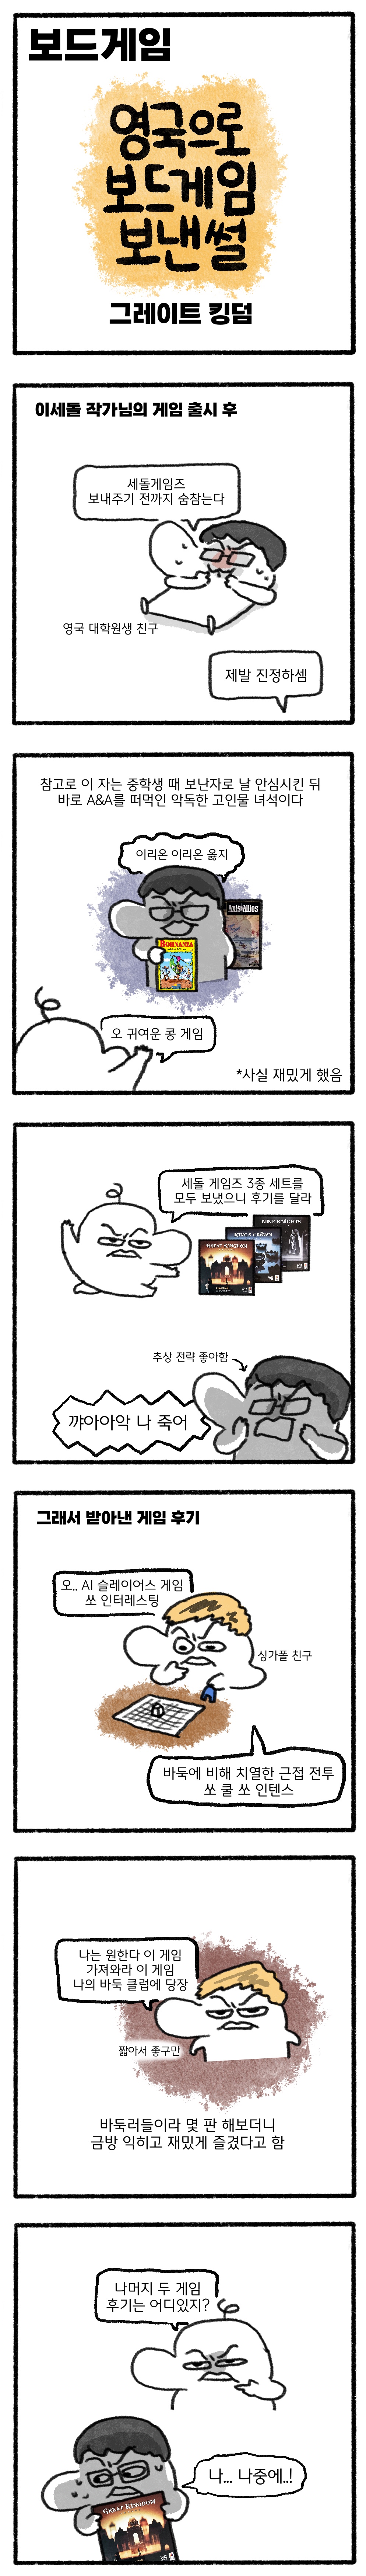 보드게임
영국으로
보드게임
보낸썰
그레이트 킹덤
이세돌 작가님의 게임 출시 후
세돌게임즈
보내주기 전까지 숨참는다
영국 대학원생 친구
제발 진정하셈
참고로 이 자는 중학생 때 보난자로 날 안심시킨 뒤
바로 A&A를 떠먹인 악독한 고인물 녀석이다
이리온 이리온 옳지
Axis&Allies
BOHNANZA
오 귀여운 콩 게임
*사실 재밌게 했음
세돌 게임즈 3종 세트를
모두 보냈으니 후기를 달라
NINE KNIGHTS
KING'S CROWN
GREAT KINGDOM
추상 전략 좋아함
꺄아아악 나 죽어
그래서 받아낸 게임 후기
오.. AI 슬레이어스 게임
쏘 인터레스팅
싱가폴 친구
바둑에 비해 치열한 근접 전투
쏘 쿨 쏘 인텐스
나는 원한다 이 게임
가져와라 이 게임
나의 바둑 클럽에 당장
짧아서 좋구만
바둑러들이라 몇 판 해보더니
금방 익히고 재밌게 즐겼다고 함
나머지 두 게임
후기는 어디있지?
나... 나중에..!
GREAT KINGDOM